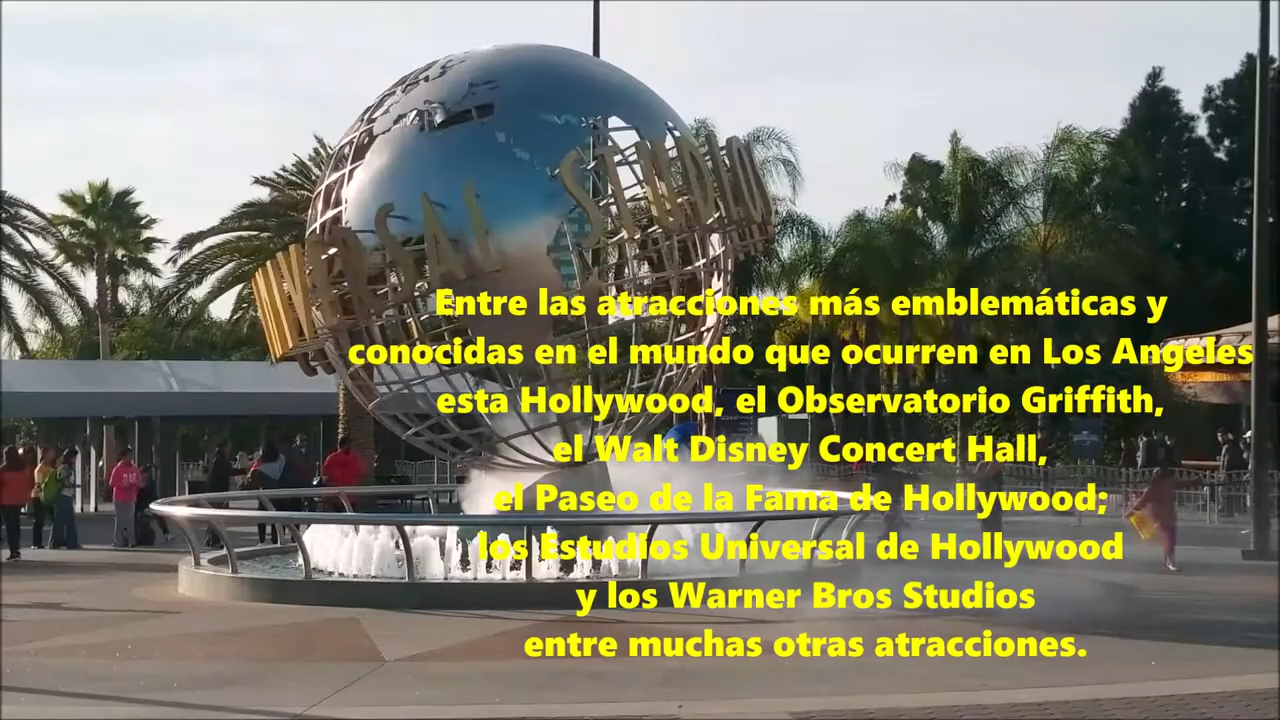 UNIVERSAL STUDIOS
Entre las atracciones más emblemáticas y
conocidas en el mundo que ocurren en Los Angeles
esta Hollywood, el Observatorio Griffith,
el Walt Disney Concert Hall,
el Paseo de la Fama de Hollywood;
los Estudios Universal de Hollywood
y los Warner Bros Studios
entre muchas otras atracciones.